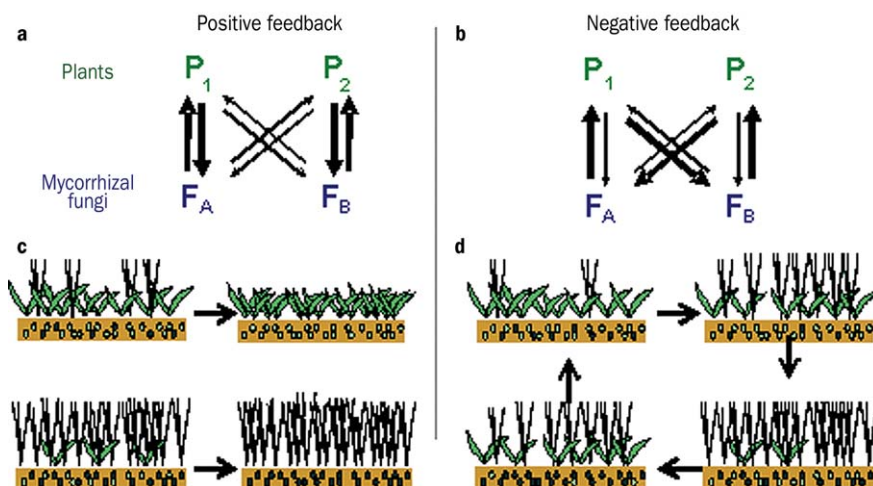 a Positive feedback
b Negative feedback
Plants
P1 P2
P1 P2
Mycorrhizal
fungi
FA FB
FA FB
c
d